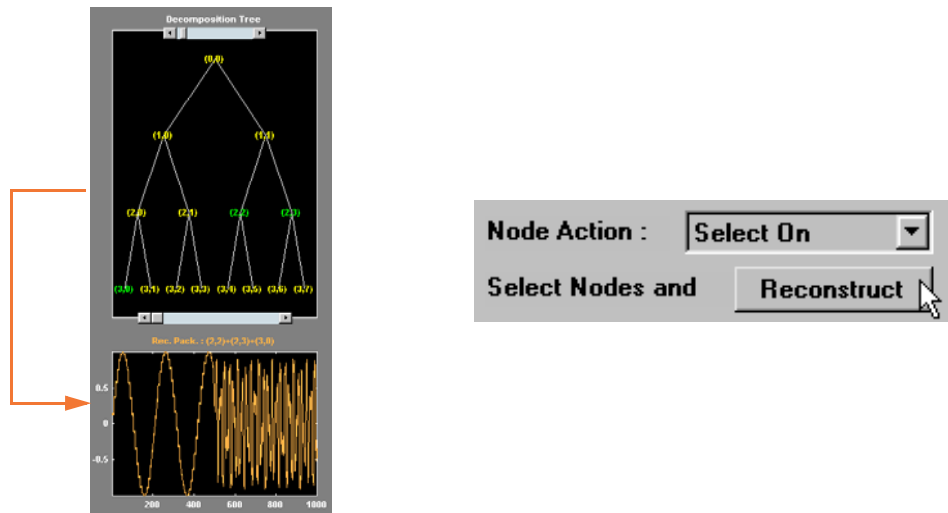 Decomposition Tree
(0,0)
(1,0) (1,1)
(2,0) (2,1) (2,2) (2,3)
(3,0) (3,1) (3,2) (3,3) (3,4) (3,5) (3,6) (3,7)
Rec. Pack. : (2,2)+(2,3)+(3,0)
0.5
0
-0.5
200 400 600 800 1000
Node Action : Select On
Select Nodes and Reconstruct